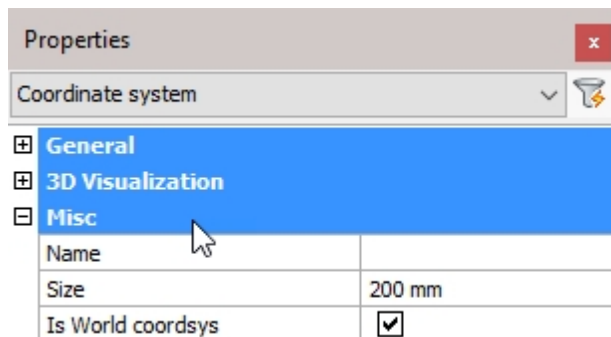 Properties
x
Coordinate system
General
3D Visualization
Misc
Name
Size 200 mm
Is World coordsys